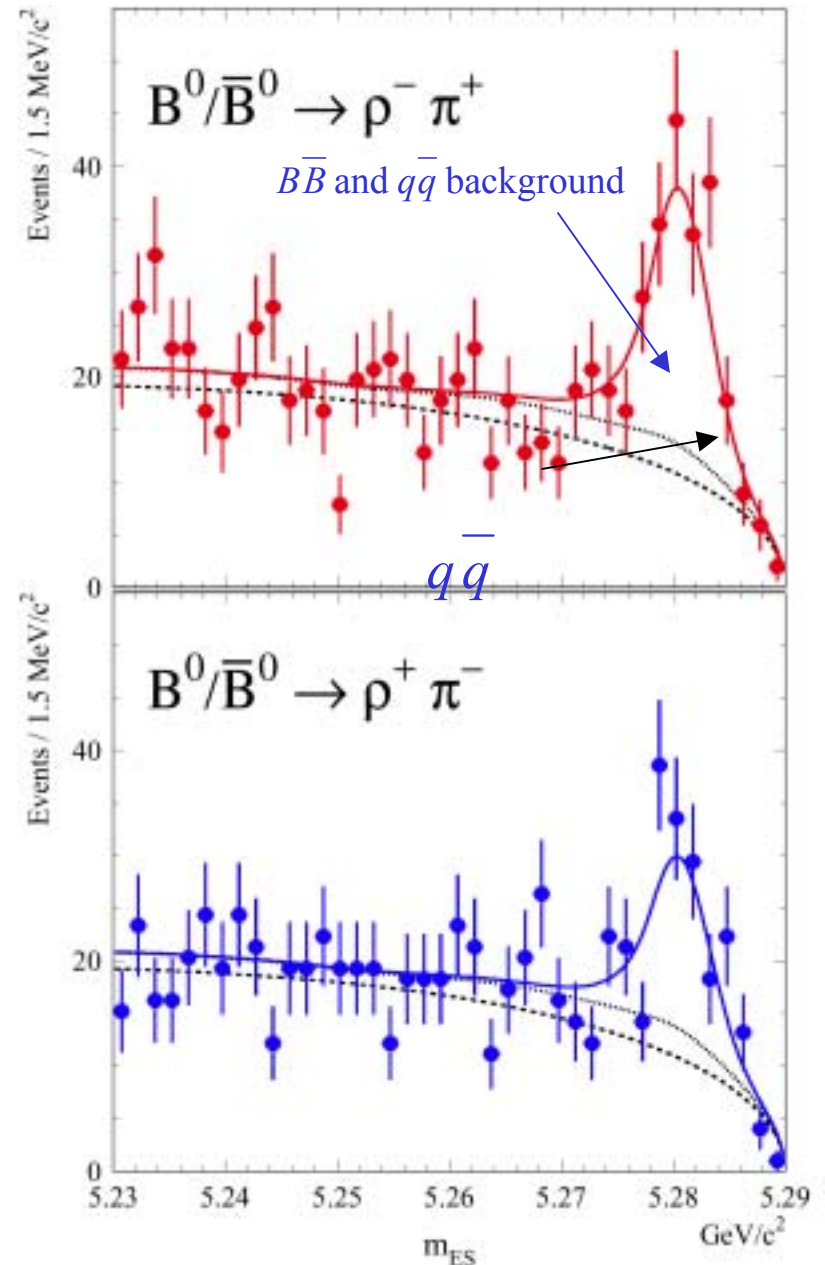 Events / 1.5 MeV/c²
B⁰/B̅⁰ → ρ⁻ π⁺
BB̅ and qq̅ background
40
20
0
qq̅
Events / 1.5 MeV/c²
B⁰/B̅⁰ → ρ⁺ π⁻
40
20
0
5.23 5.24 5.25 5.26 5.27 5.28 5.29
m_ES GeV/c²